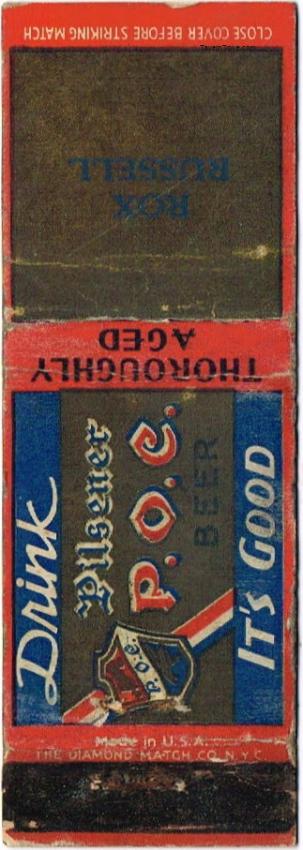 CLOSE COVER BEFORE STRIKING MATCH
ROX
RUSSELL
THOROUGHLY
AGED
Drink
Pilsener
P.O.C.
BEER
P.O.C.
IT'S GOOD
Made in U.S.A.
THE DIAMOND MATCH CO. N.Y.C.